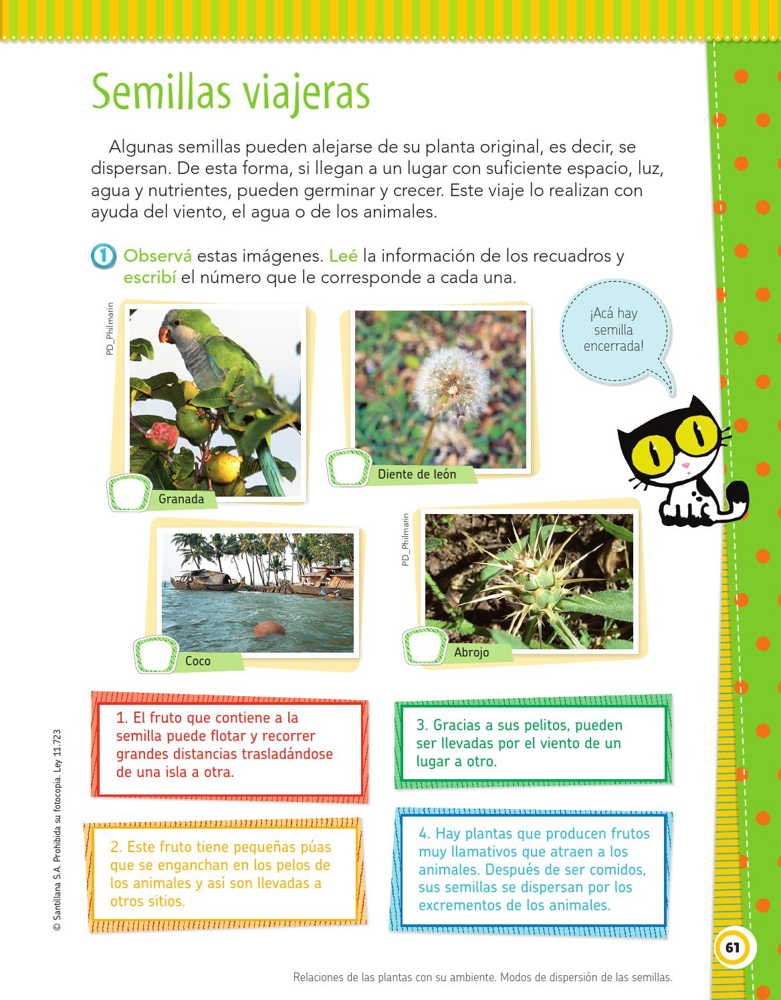 Semillas viajeras
Algunas semillas pueden alejarse de su planta original, es decir, se
dispersan. De esta forma, si llegan a un lugar con suficiente espacio, luz,
agua y nutrientes, pueden germinar y crecer. Este viaje lo realizan con
ayuda del viento, el agua o de los animales.
1 Observá estas imágenes. Leé la información de los recuadros y
escribí el número que le corresponde a cada una.
¡Acá hay
semilla
encerrada!
PD_Philmarin
Granada
Diente de león
Coco
PD_Philmarin
Abrojo
1. El fruto que contiene a la
semilla puede flotar y recorrer
grandes distancias trasladándose
de una isla a otra.
2. Este fruto tiene pequeñas púas
que se enganchan en los pelos de
los animales y así son llevadas a
otros sitios.
3. Gracias a sus pelitos, pueden
ser llevadas por el viento de un
lugar a otro.
4. Hay plantas que producen frutos
muy llamativos que atraen a los
animales. Después de ser comidos,
sus semillas se dispersan por los
excrementos de los animales.
© Santillana S.A. Prohibida su fotocopia. Ley 11.723
61
Relaciones de las plantas con su ambiente. Modos de dispersión de las semillas.